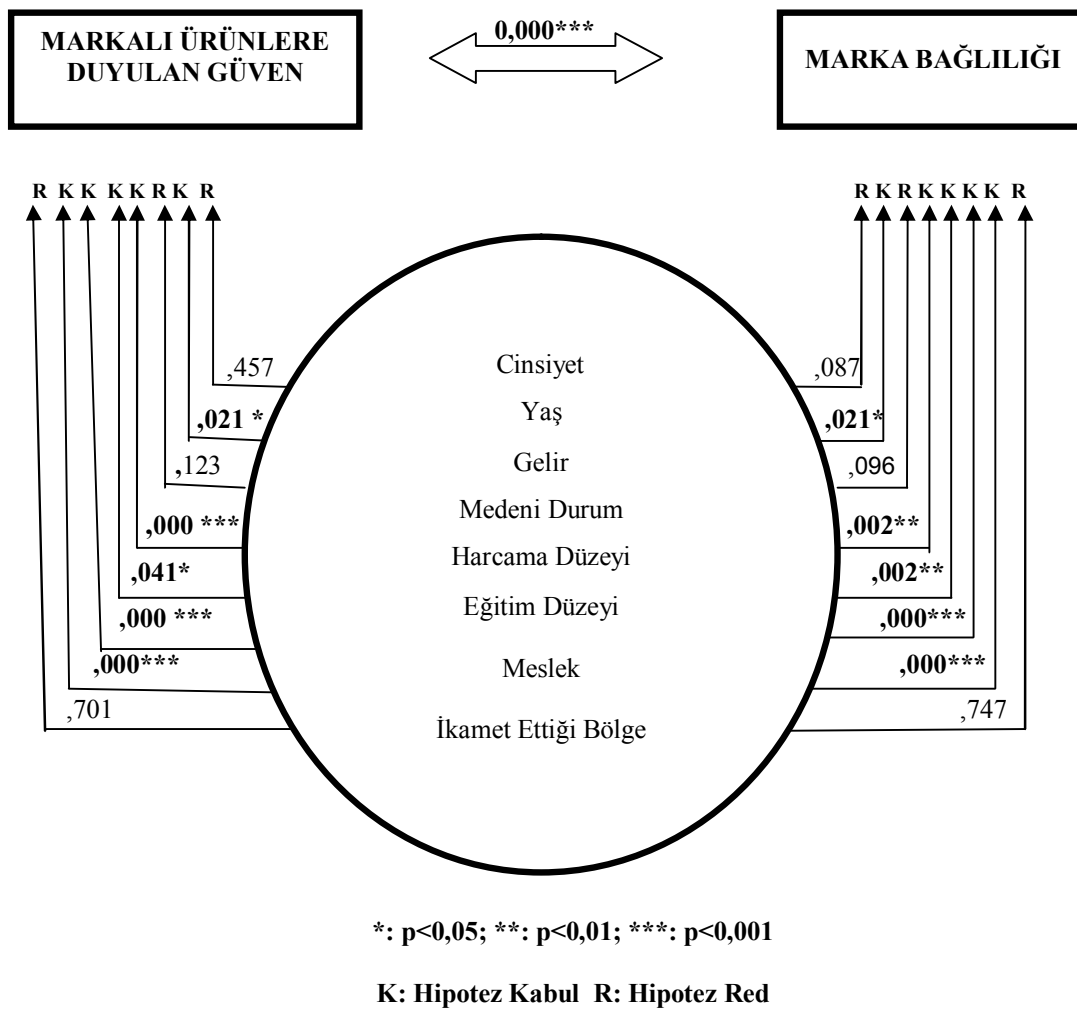 MARKALI ÜRÜNLERE
DUYULAN GÜVEN
0,000***
MARKA BAĞLILIĞI
R K K K K R K R
R K R K K K K R
,457
Cinsiyet
,087
,021 *
Yaş
,021*
,123
Gelir
,096
,000 ***
Medeni Durum
,002**
,041*
Harcama Düzeyi
,002**
,000 ***
Eğitim Düzeyi
,000***
,000***
Meslek
,000***
,701
İkamet Ettiği Bölge
,747
*: p<0,05; **: p<0,01; ***: p<0,001
K: Hipotez Kabul R: Hipotez Red